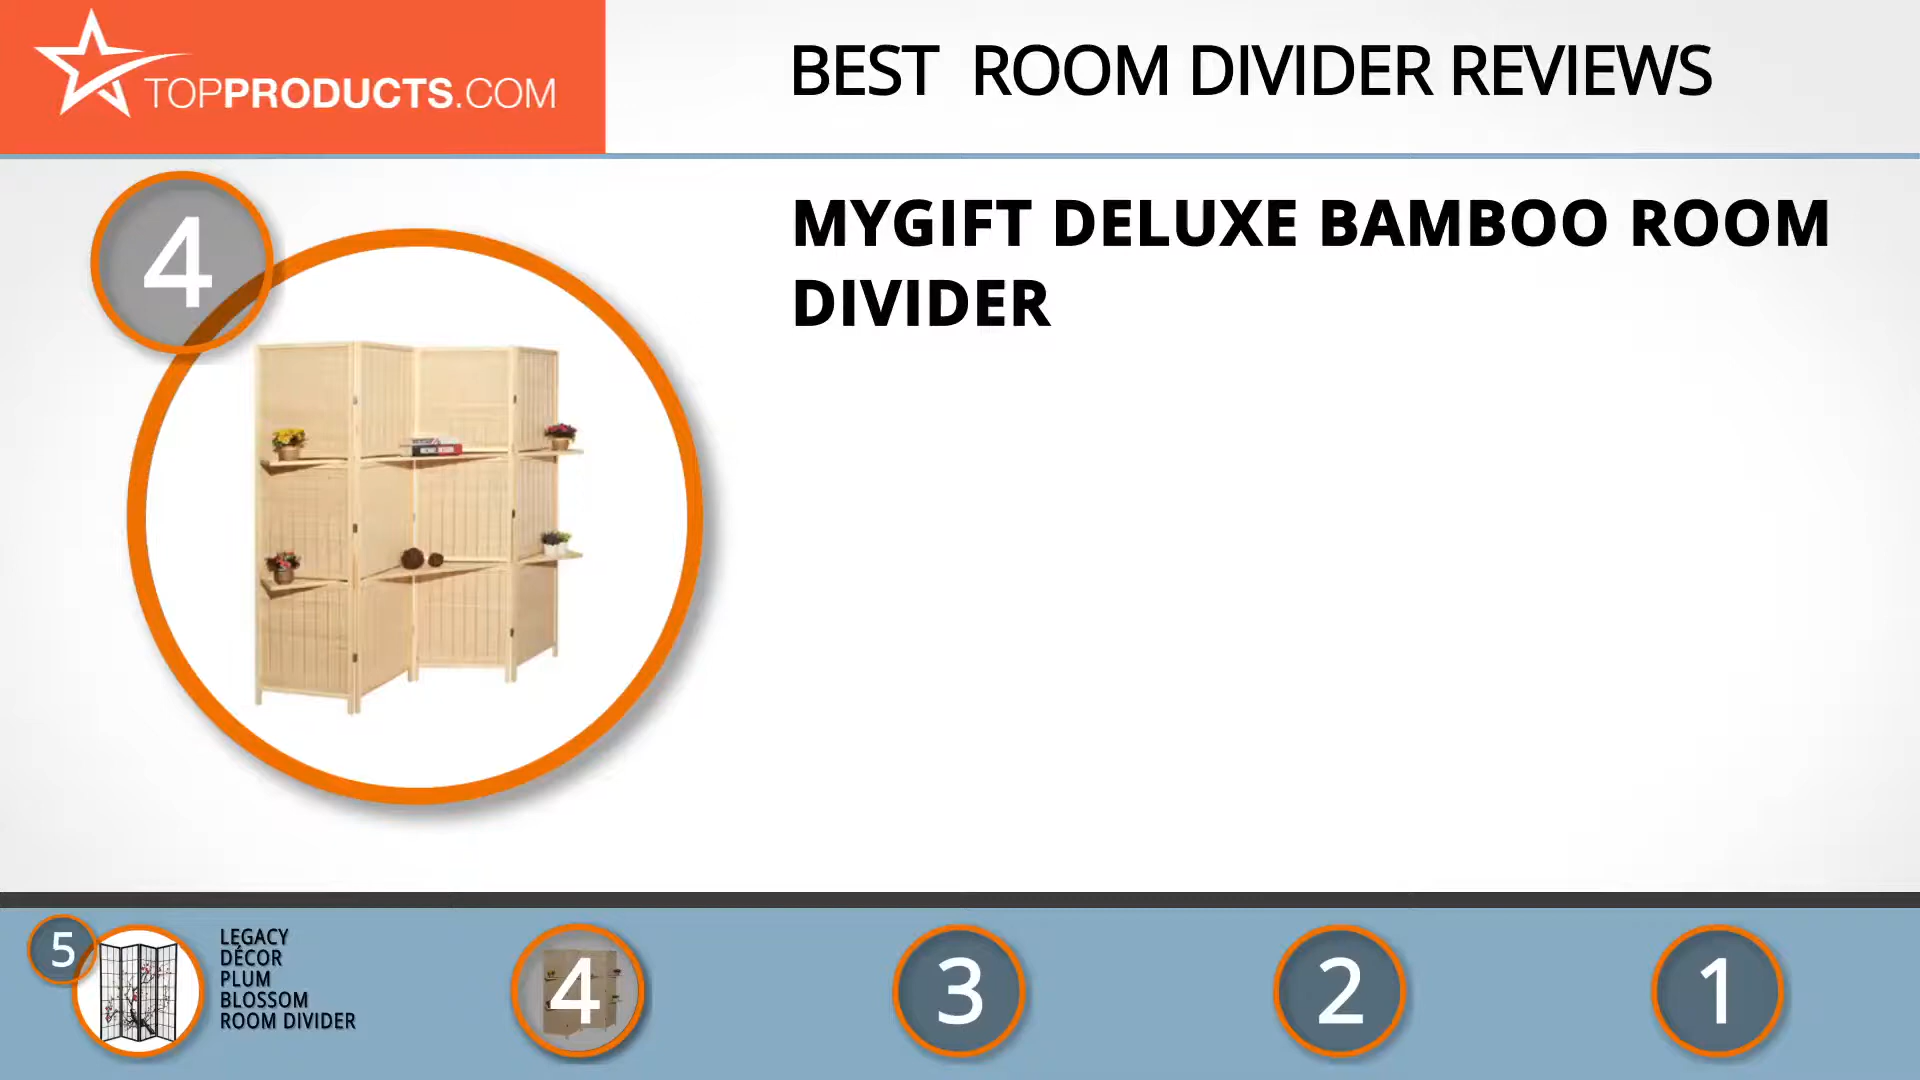 TOPPRODUCTS.COM
BEST ROOM DIVIDER REVIEWS
4
MYGIFT DELUXE BAMBOO ROOM
DIVIDER
5
LEGACY
DÉCOR
PLUM
BLOSSOM
ROOM DIVIDER
4
3
2
1